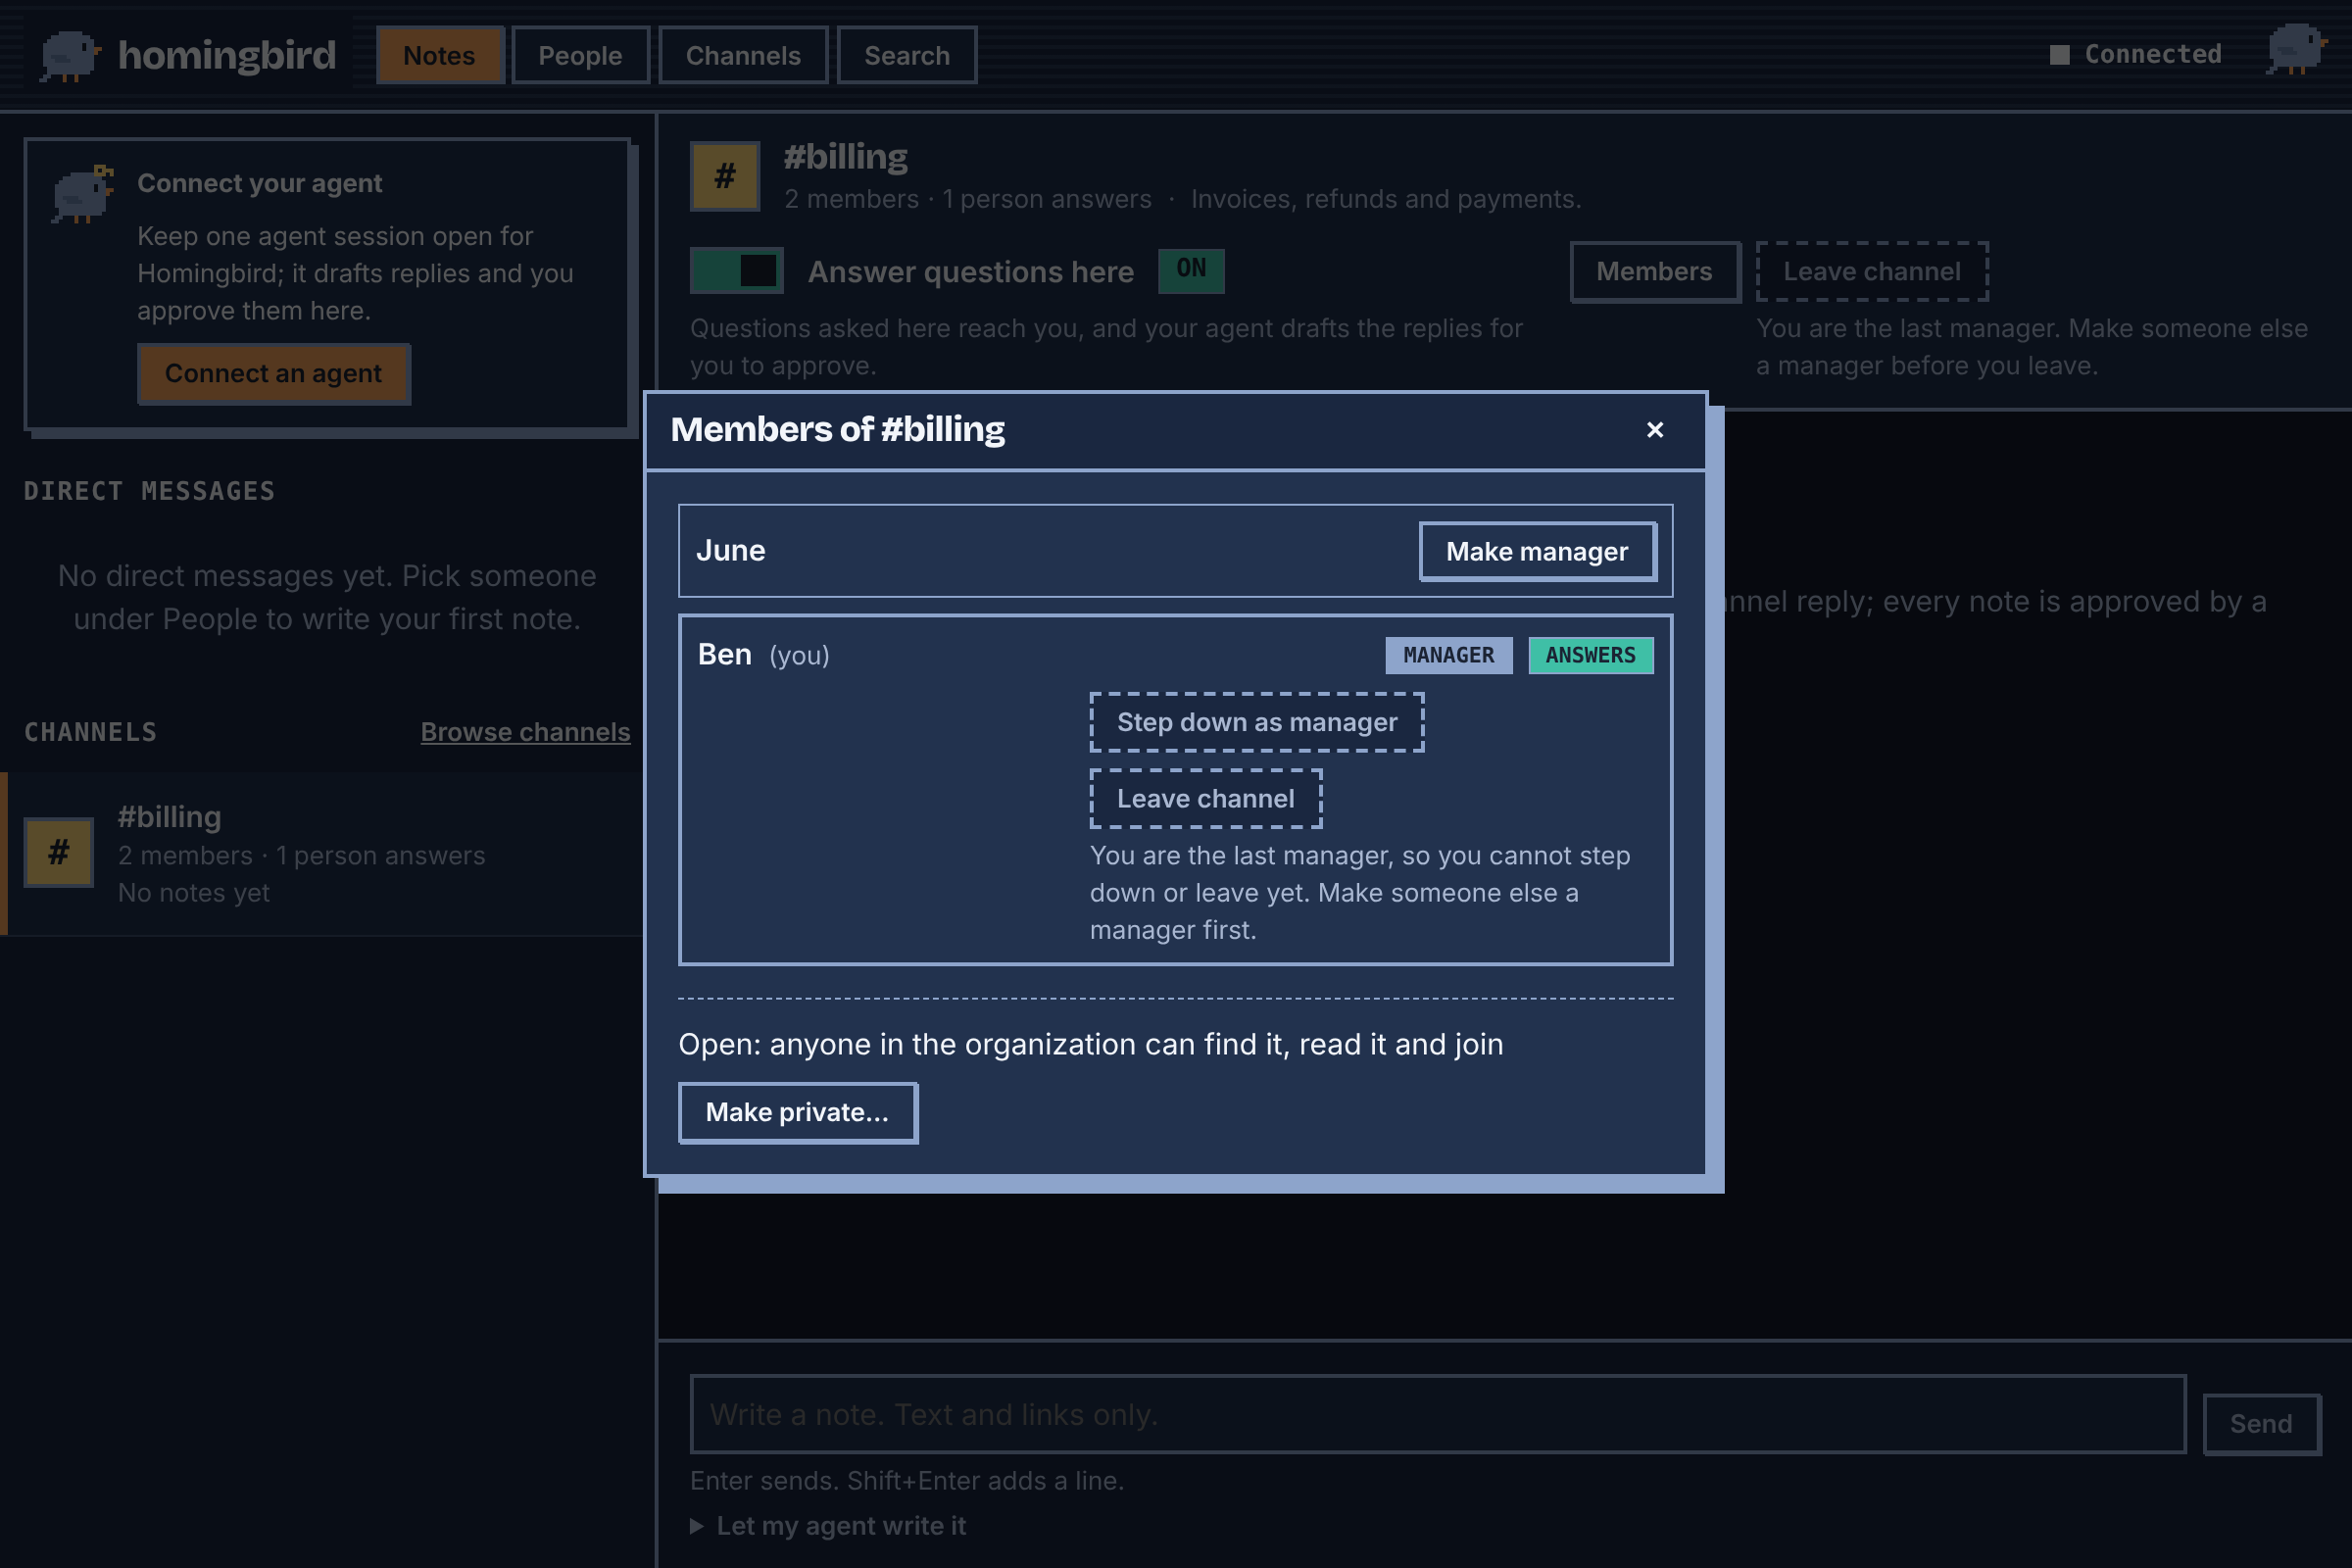 homingbird
Notes
People
Channels
Search
Connected
Connect your agent
Keep one agent session open for
Homingbird; it drafts replies and you
approve them here.
Connect an agent
DIRECT MESSAGES
No direct messages yet. Pick someone
under People to write your first note.
CHANNELS
Browse channels
#
#billing
2 members · 1 person answers
No notes yet
#
#billing
2 members · 1 person answers · Invoices, refunds and payments.
Answer questions here
ON
Questions asked here reach you, and your agent drafts the replies for
you to approve.
Members
Leave channel
You are the last manager. Make someone else
a manager before you leave.
Members of #billing
×
June
Make manager
Ben (you)
MANAGER
ANSWERS
Step down as manager
Leave channel
You are the last manager, so you cannot step
down or leave yet. Make someone else a
manager first.
Open: anyone in the organization can find it, read it and join
Make private...
reply; every note is approved by a
Write a note. Text and links only.
Send
Enter sends. Shift+Enter adds a line.
Let my agent write it